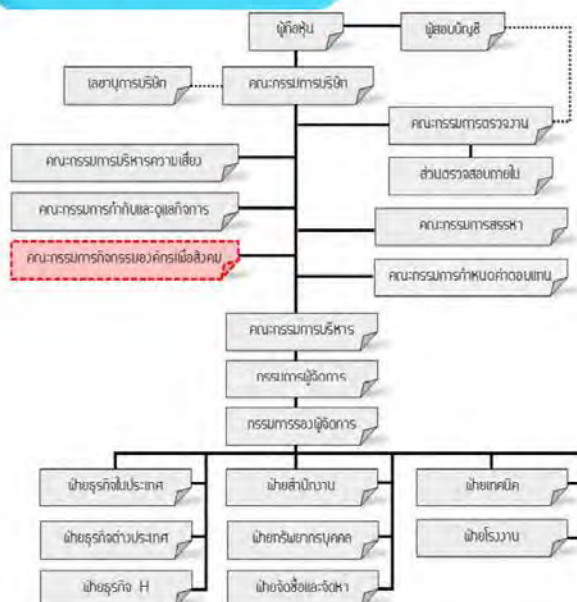 ผู้ถือหุ้น
ผู้สอบบัญชี
เลขานุการบริษัท
คณะกรรมการบริษัท
คณะกรรมการตรวจงาน
คณะกรรมการบริหารความเสี่ยง
ส่วนตรวจสอบภายใน
คณะกรรมการกำกับและดูแลกิจการ
คณะกรรมการสรรหา
คณะกรรมการกิจกรรมองค์กรเพื่อสังคม
คณะกรรมการกำหนดค่าตอบแทน
คณะกรรมการบริหาร
กรรมการผู้จัดการ
กรรมการรองผู้จัดการ
ฝ่ายธุรกิจในประเทศ
ฝ่ายสำนักงาน
ฝ่ายเทคนิค
ฝ่ายธุรกิจต่างประเทศ
ฝ่ายทรัพยากรบุคคล
ฝ่ายโรงงาน
ฝ่ายธุรกิจ H
ฝ่ายจัดซื้อและจัดหา